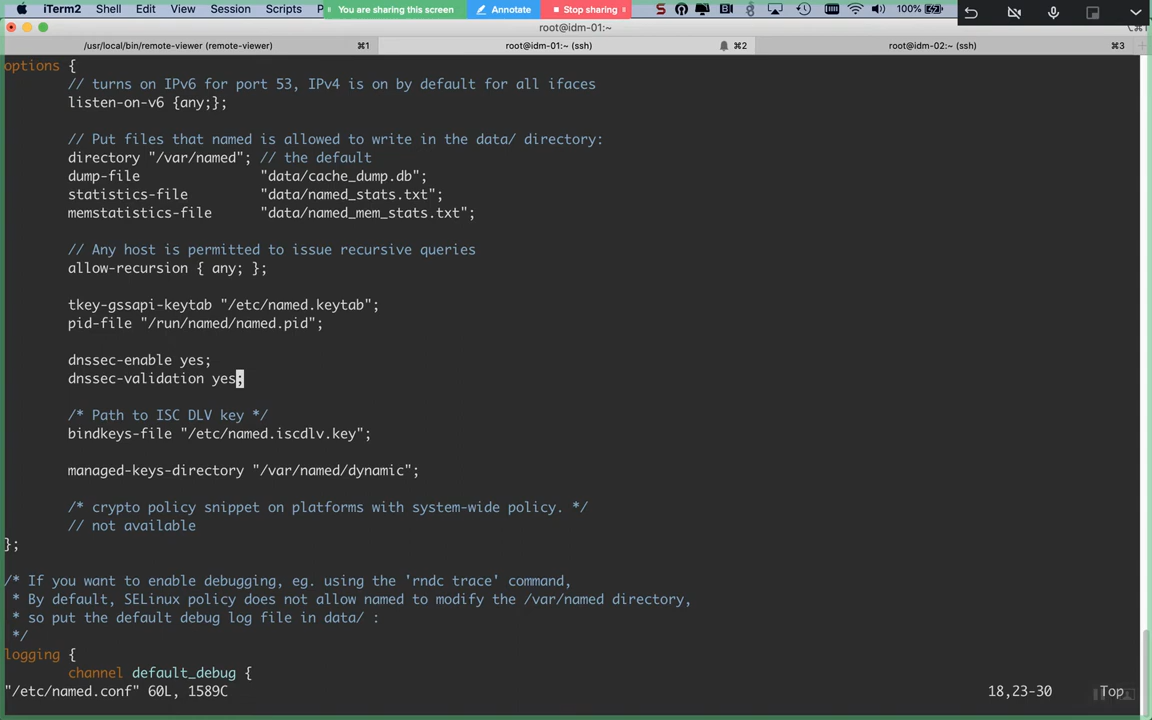 iTerm2 Shell Edit View Session Scripts P You are sharing this screen Annotate Stop sharing 100%
root@idm-01:~
/usr/local/bin/remote-viewer (remote-viewer) ⌘1 root@idm-01:~ (ssh) ⌘2 root@idm-02:~ (ssh) ⌘3
options {
// turns on IPv6 for port 53, IPv4 is on by default for all ifaces
listen-on-v6 {any;};
// Put files that named is allowed to write in the data/ directory:
directory "/var/named"; // the default
dump-file "data/cache_dump.db";
statistics-file "data/named_stats.txt";
memstatistics-file "data/named_mem_stats.txt";
// Any host is permitted to issue recursive queries
allow-recursion { any; };
tkey-gssapi-keytab "/etc/named.keytab";
pid-file "/run/named/named.pid";
dnssec-enable yes;
dnssec-validation yes;
/* Path to ISC DLV key */
bindkeys-file "/etc/named.iscdlv.key";
managed-keys-directory "/var/named/dynamic";
/* crypto policy snippet on platforms with system-wide policy. */
// not available
};
/* If you want to enable debugging, eg. using the 'rndc trace' command,
* By default, SELinux policy does not allow named to modify the /var/named directory,
* so put the default debug log file in data/ :
*/
logging {
channel default_debug {
"/etc/named.conf" 60L, 1589C 18,23-30 Top